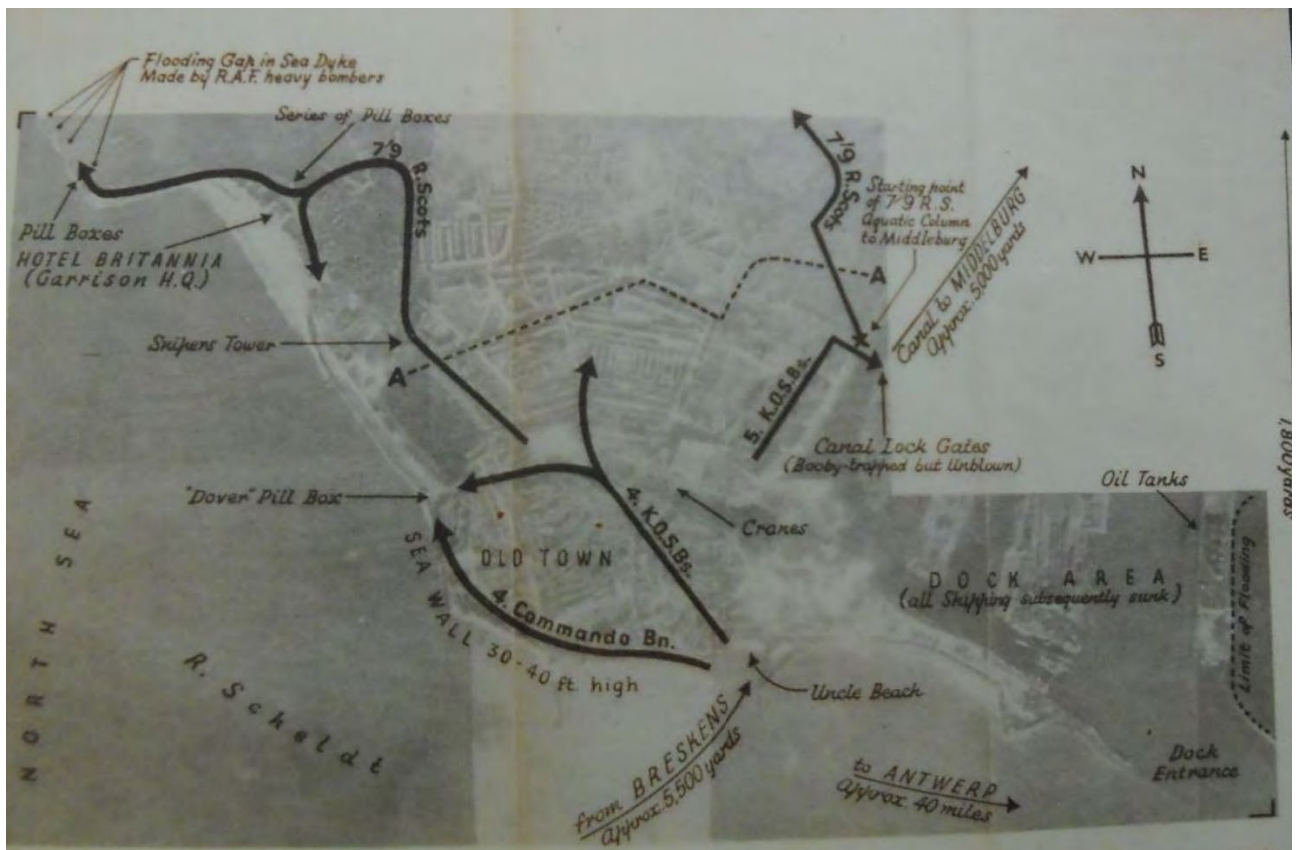 Flooding Gap in Sea Dyke
Made by R.A.F. heavy bombers
Series of Pill Boxes
7/9
R. Scots
7/9 R. Scots
Starting point
of 7/9 R.S.
Aquatic Column
to Middleburg
Canal to MIDDELBURG
Approx. 5,000 yards
N
W
E
S
Pill Boxes
HOTEL BRITANNIA
(Garrison H.Q.)
A
Snipers Tower
A
5. K.O.S.Bs.
Canal Lock Gates
(Booby-trapped but Unblown)
1,800 yards
Oil Tanks
"Dover" Pill Box
Cranes
4. K.O.S.Bs.
OLD TOWN
DOCK AREA
(all Shipping subsequently sunk)
Limit of Flooding
NORTH SEA
SEA WALL 30-40 ft. high
4. Commando Bn.
R. Scheldt
Uncle Beach
from BRESKENS
Approx. 5,500 yards
to ANTWERP
Approx. 40 miles
Dock
Entrance